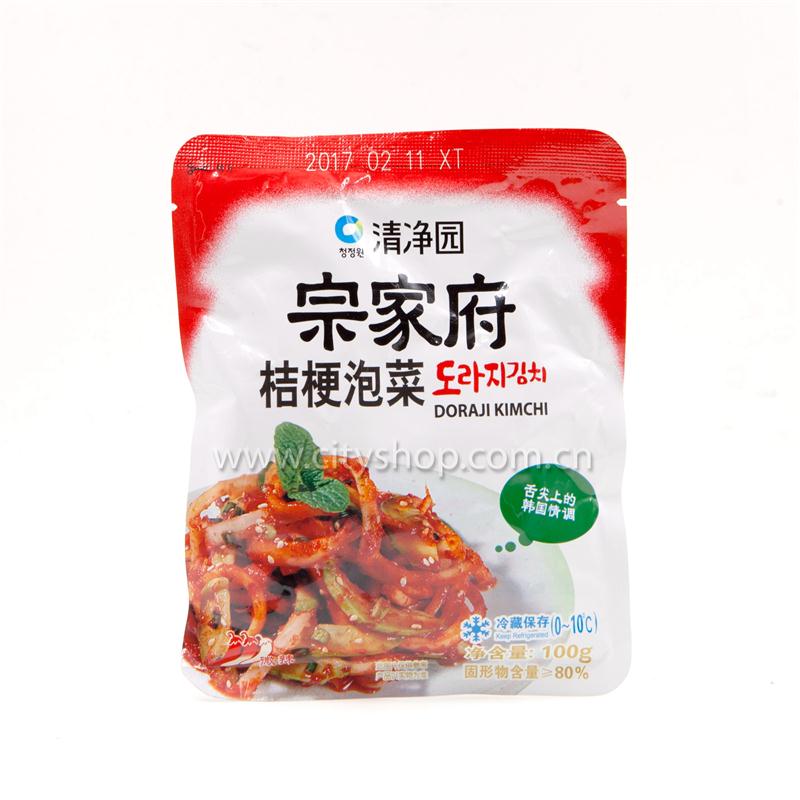 2017 02 11 XT
清净园
청정원
宗家府
桔梗泡菜 도라지김치
DORAJI KIMCHI
www.cityshop.com.cn
舌尖上的
韩国情调
冷藏保存(0~10℃)
Keep Refrigerated
净含量: 100g
固形物含量≥80%